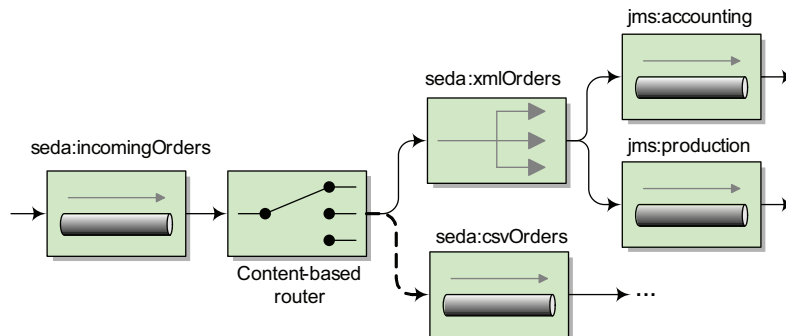 jms:accounting
seda:xmlOrders
seda:incomingOrders
jms:production
Content-based
router
seda:csvOrders
...